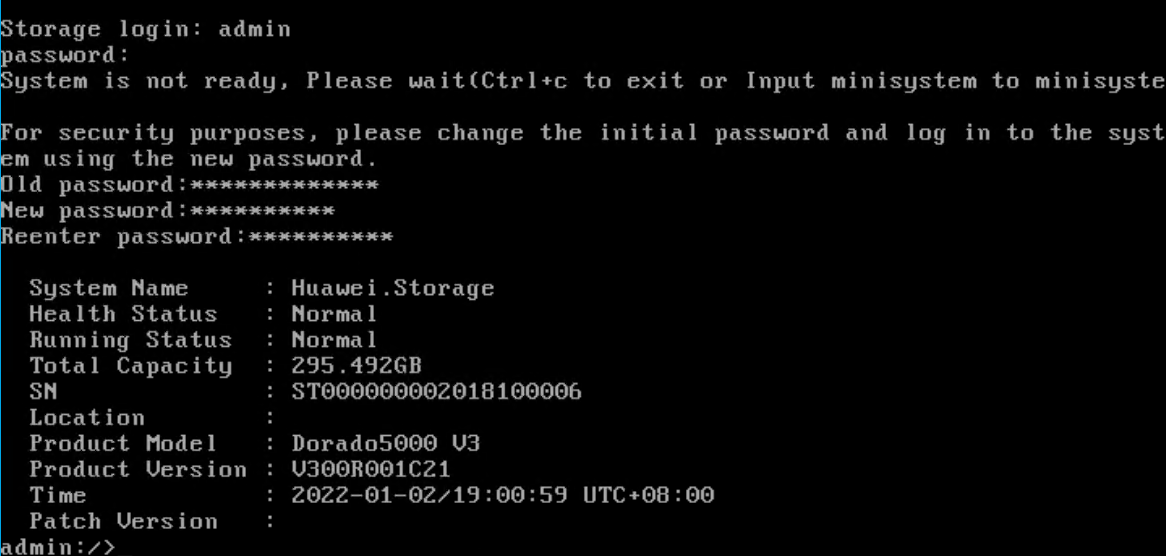 Storage login: admin
password:
System is not ready, Please wait(Ctrl+c to exit or Input minisystem to minisyste
For security purposes, please change the initial password and log in to the syst
em using the new password.
Old password:*************
New password:**********
Reenter password:**********
System Name : Huawei.Storage
Health Status : Normal
Running Status : Normal
Total Capacity : 295.492GB
SN : ST000000002018100006
Location :
Product Model : Dorado5000 V3
Product Version : V300R001C21
Time : 2022-01-02/19:00:59 UTC+08:00
Patch Version :
admin:/>